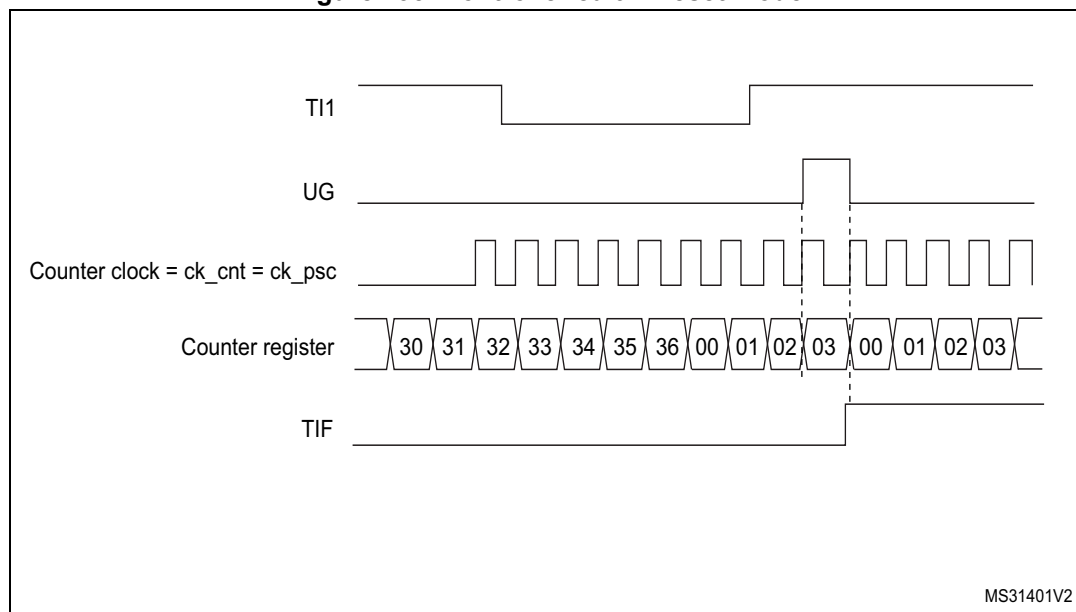 TI1
UG
Counter clock = ck_cnt = ck_psc
Counter register
30 31 32 33 34 35 36 00 01 02 03 00 01 02 03
TIF
MS31401V2